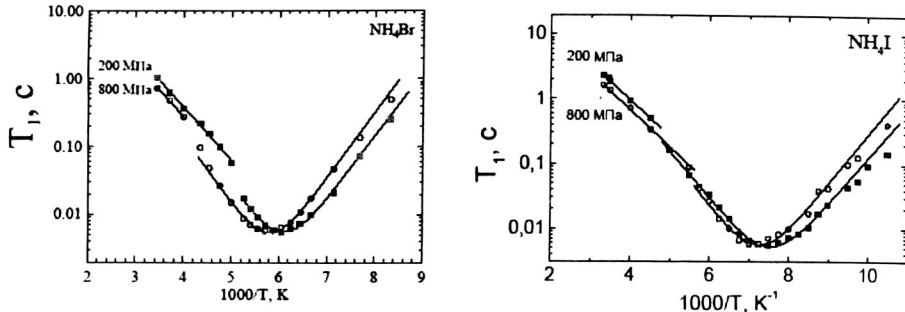 10.00
NH₄Br
200 МПа
1.00
800 МПа
0.10
0.01
T₁, c
2 3 4 5 6 7 8 9
1000/T, K
NH₄I
10
200 МПа
1
800 МПа
0,1
0,01
T₁, c
2 4 6 8 10
1000/T, K⁻¹